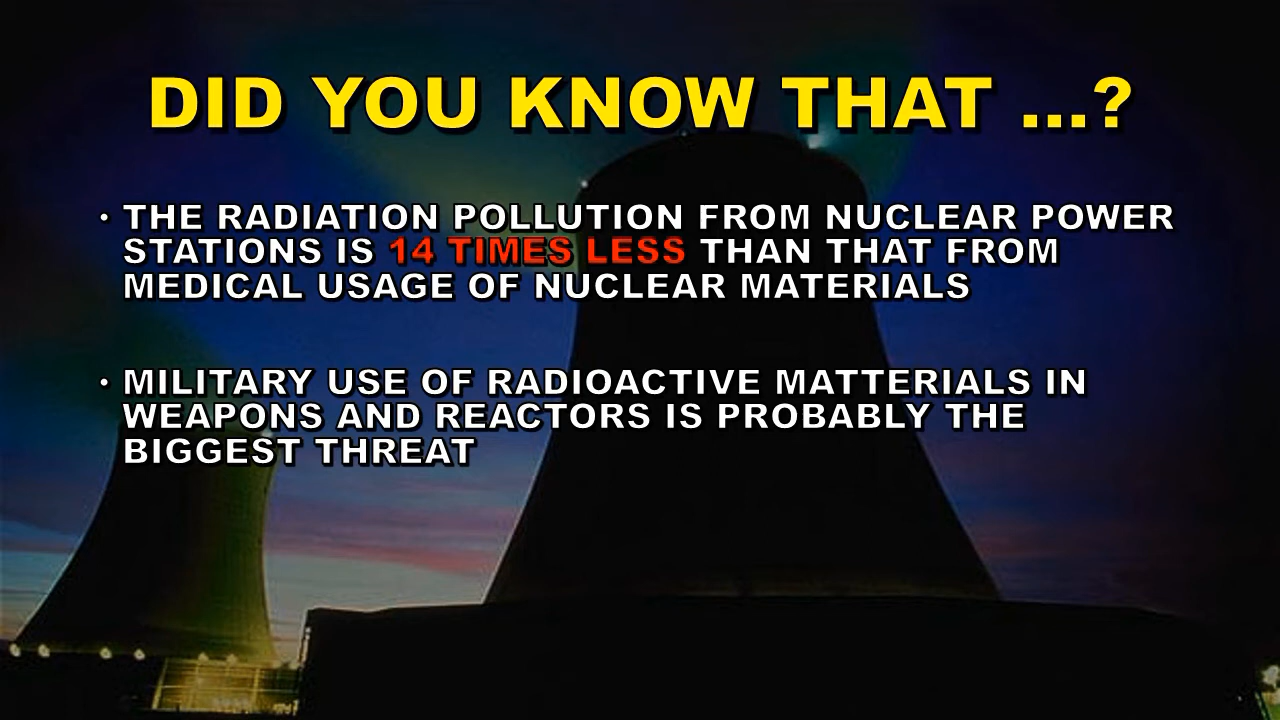 DID YOU KNOW THAT ...?
• THE RADIATION POLLUTION FROM NUCLEAR POWER
STATIONS IS 14 TIMES LESS THAN THAT FROM
MEDICAL USAGE OF NUCLEAR MATERIALS
• MILITARY USE OF RADIOACTIVE MATTERIALS IN
WEAPONS AND REACTORS IS PROBABLY THE
BIGGEST THREAT